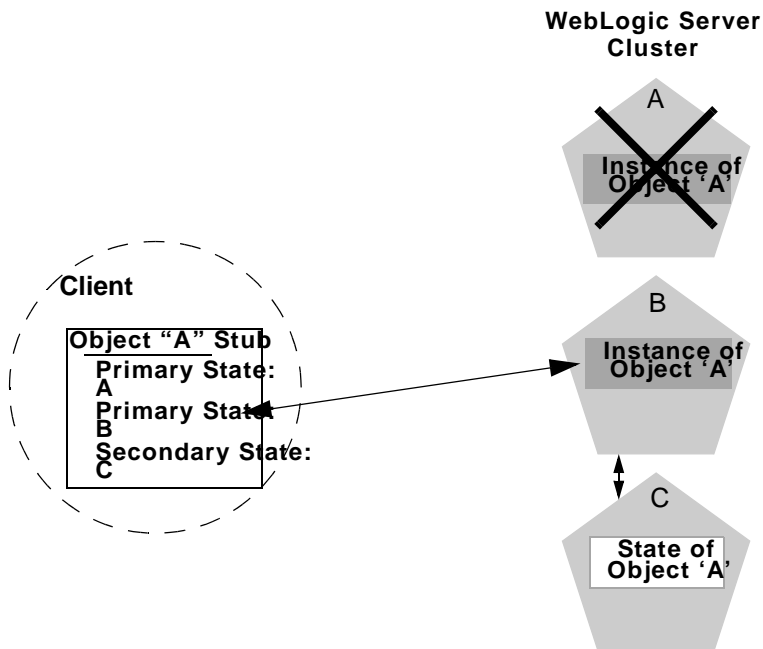 WebLogic Server
Cluster
A
Instance of
Object ‘A’
Client
Object “A” Stub
Primary State:
A
Primary State:
B
Secondary State:
C
B
Instance of
Object ‘A’
C
State of
Object ‘A’